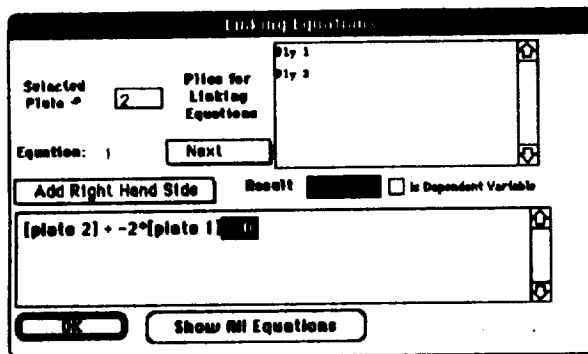 Linking Equations
Ply 1
Ply 2
Selected
Plate #
2
Plies for
Linking
Equations
Equation: 1
Next
Add Right Hand Side
Result
Is Dependent Variable
[plate 2] + -2*[plate 1]
OK
Show All Equations